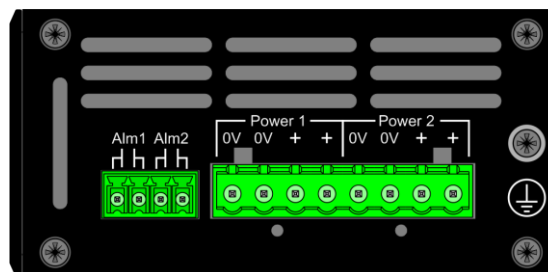 Power 1 Power 2
Alm1 Alm2 0V 0V + + 0V 0V + +